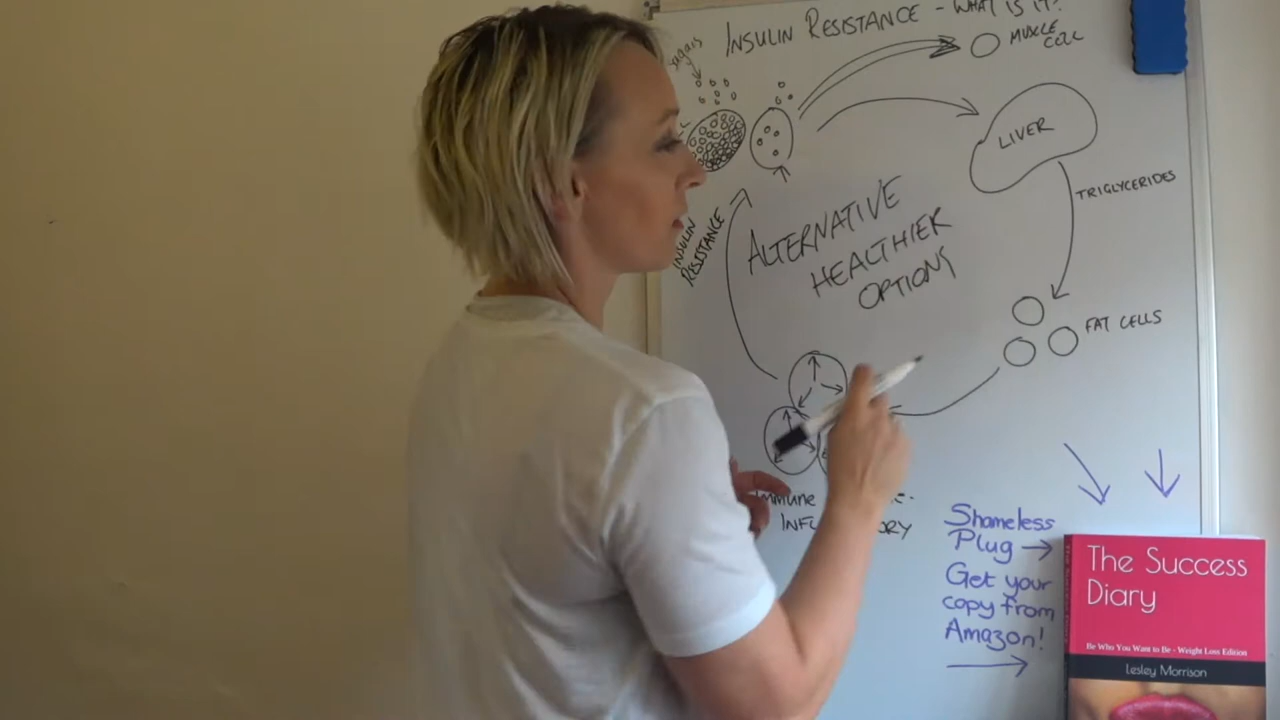 INSULIN RESISTANCE - WHAT IS IT?
sugars
MUSCLE
CELL
LIVER
TRIGLYCERIDES
INSULIN
RESISTANCE
ALTERNATIVE
HEALTHIER
OPTIONS
FAT CELLS
Immune
Shameless
Plug →
Get your
copy from
Amazon!
The Success
Diary
Be Who You Want to Be - Weight Loss Edition
Lesley Morrison